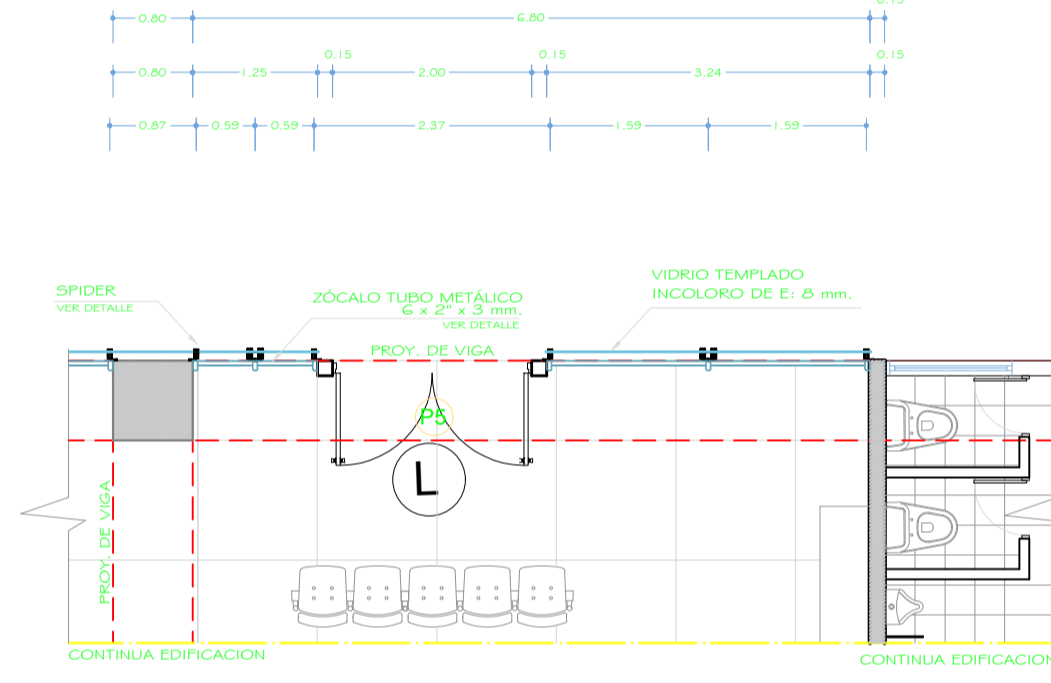 0.15
0.80
6.80
0.15
0.15
0.15
0.80
1.25
2.00
3.24
0.87
0.59
0.59
2.37
1.59
1.59
SPIDER
VER DETALLE
ZÓCALO TUBO METÁLICO
6 x 2" x 3 mm.
VER DETALLE
VIDRIO TEMPLADO
INCOLORO DE E: 8 mm.
PROY. DE VIGA
P5
L
PROY. DE VIGA
CONTINUA EDIFICACION
CONTINUA EDIFICACION